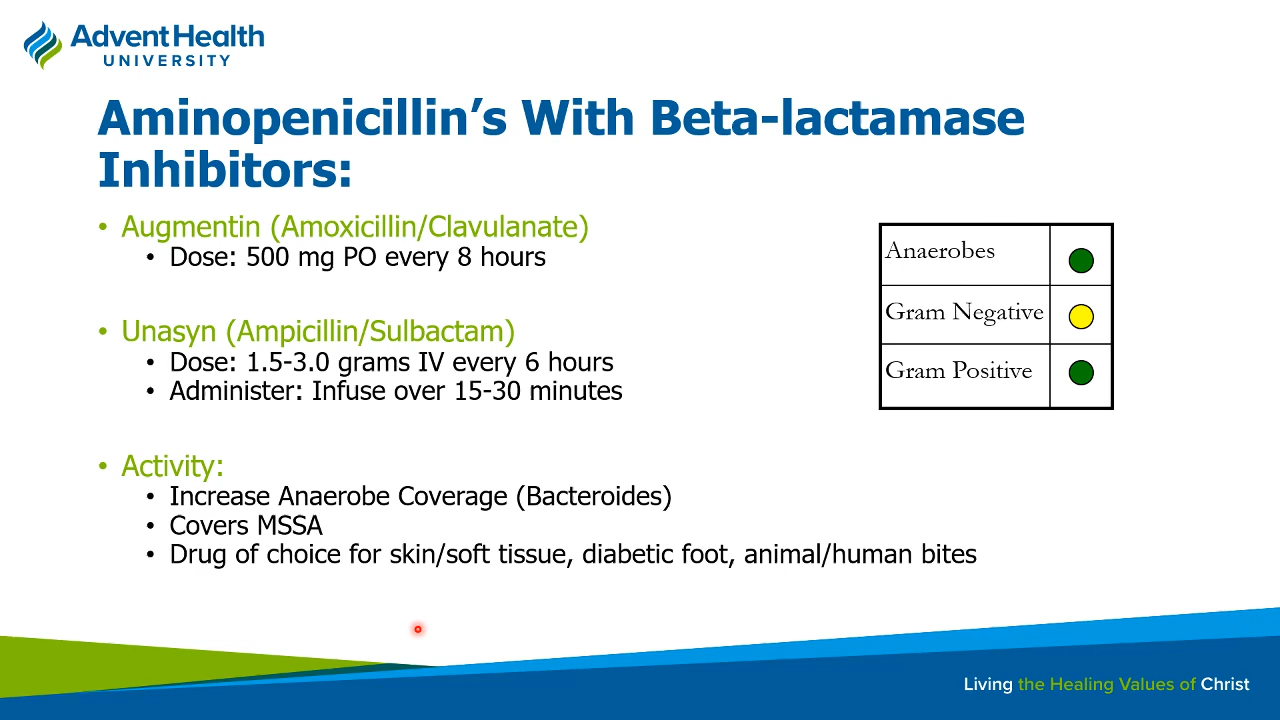 AdventHealth
UNIVERSITY
Aminopenicillin’s With Beta-lactamase
Inhibitors:
• Augmentin (Amoxicillin/Clavulanate)
• Dose: 500 mg PO every 8 hours
• Unasyn (Ampicillin/Sulbactam)
• Dose: 1.5-3.0 grams IV every 6 hours
• Administer: Infuse over 15-30 minutes
• Activity:
• Increase Anaerobe Coverage (Bacteroides)
• Covers MSSA
• Drug of choice for skin/soft tissue, diabetic foot, animal/human bites
Anaerobes
Gram Negative
Gram Positive
Living the Healing Values of Christ